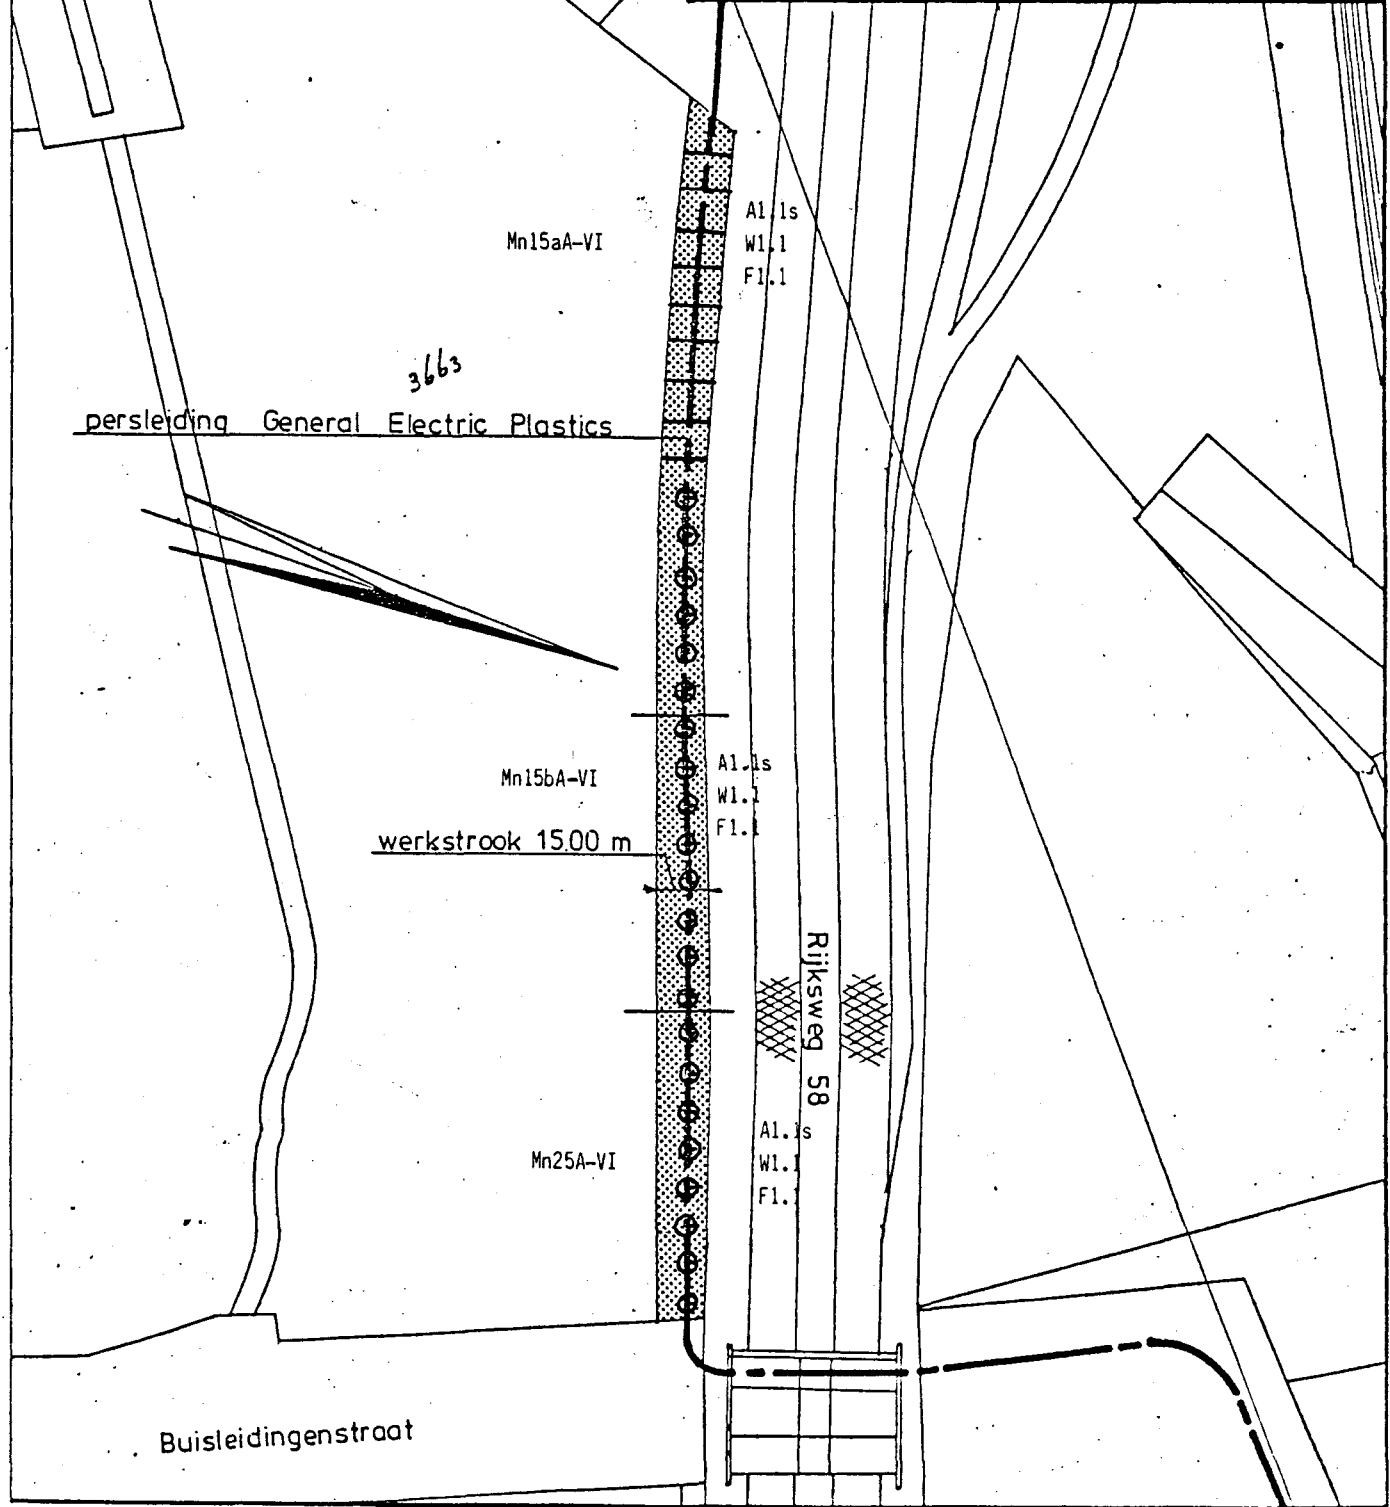 Mn15aA-VI
A1.1s
W1.1
F1.1
3663
persleiding General Electric Plastics
Mn15bA-VI
A1.1s
W1.1
F1.1
werkstrook 15.00 m
Rijksweg 58
Mn25A-VI
A1.1s
W1.1
F1.1
Buisleidingenstraat